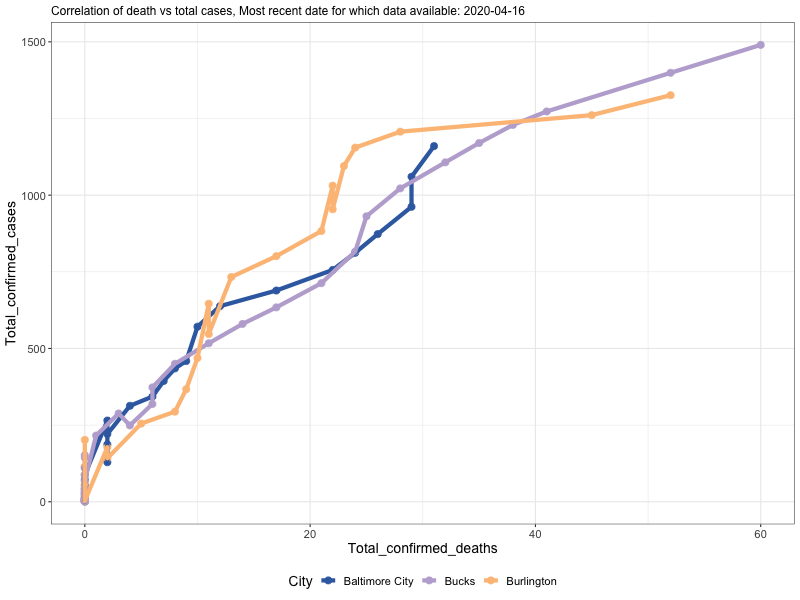 Correlation of death vs total cases, Most recent date for which data available: 2020-04-16
1500
1000
500
0
Total_confirmed_cases
0 20 40 60
Total_confirmed_deaths
City Baltimore City Bucks Burlington